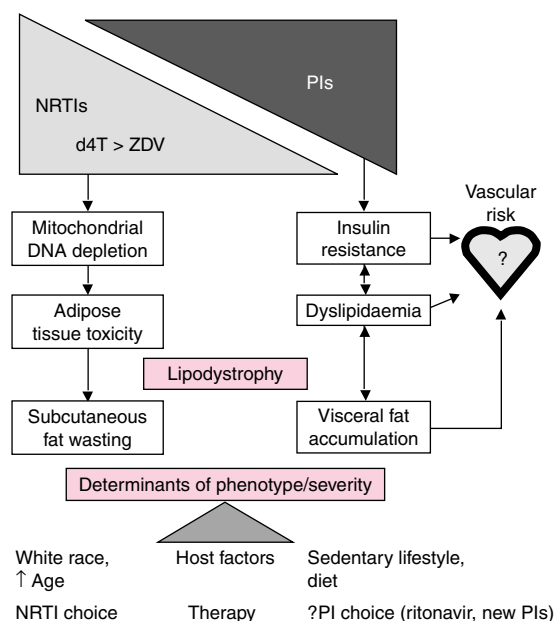 PIs
NRTIs
d4T > ZDV
Vascular
risk
?
Mitochondrial
DNA depletion
Insulin
resistance
Adipose
tissue toxicity
Dyslipidaemia
Lipodystrophy
Subcutaneous
fat wasting
Visceral fat
accumulation
Determinants of phenotype/severity
White race,
↑ Age
Host factors
Sedentary lifestyle,
diet
NRTI choice
Therapy
?PI choice (ritonavir, new PIs)